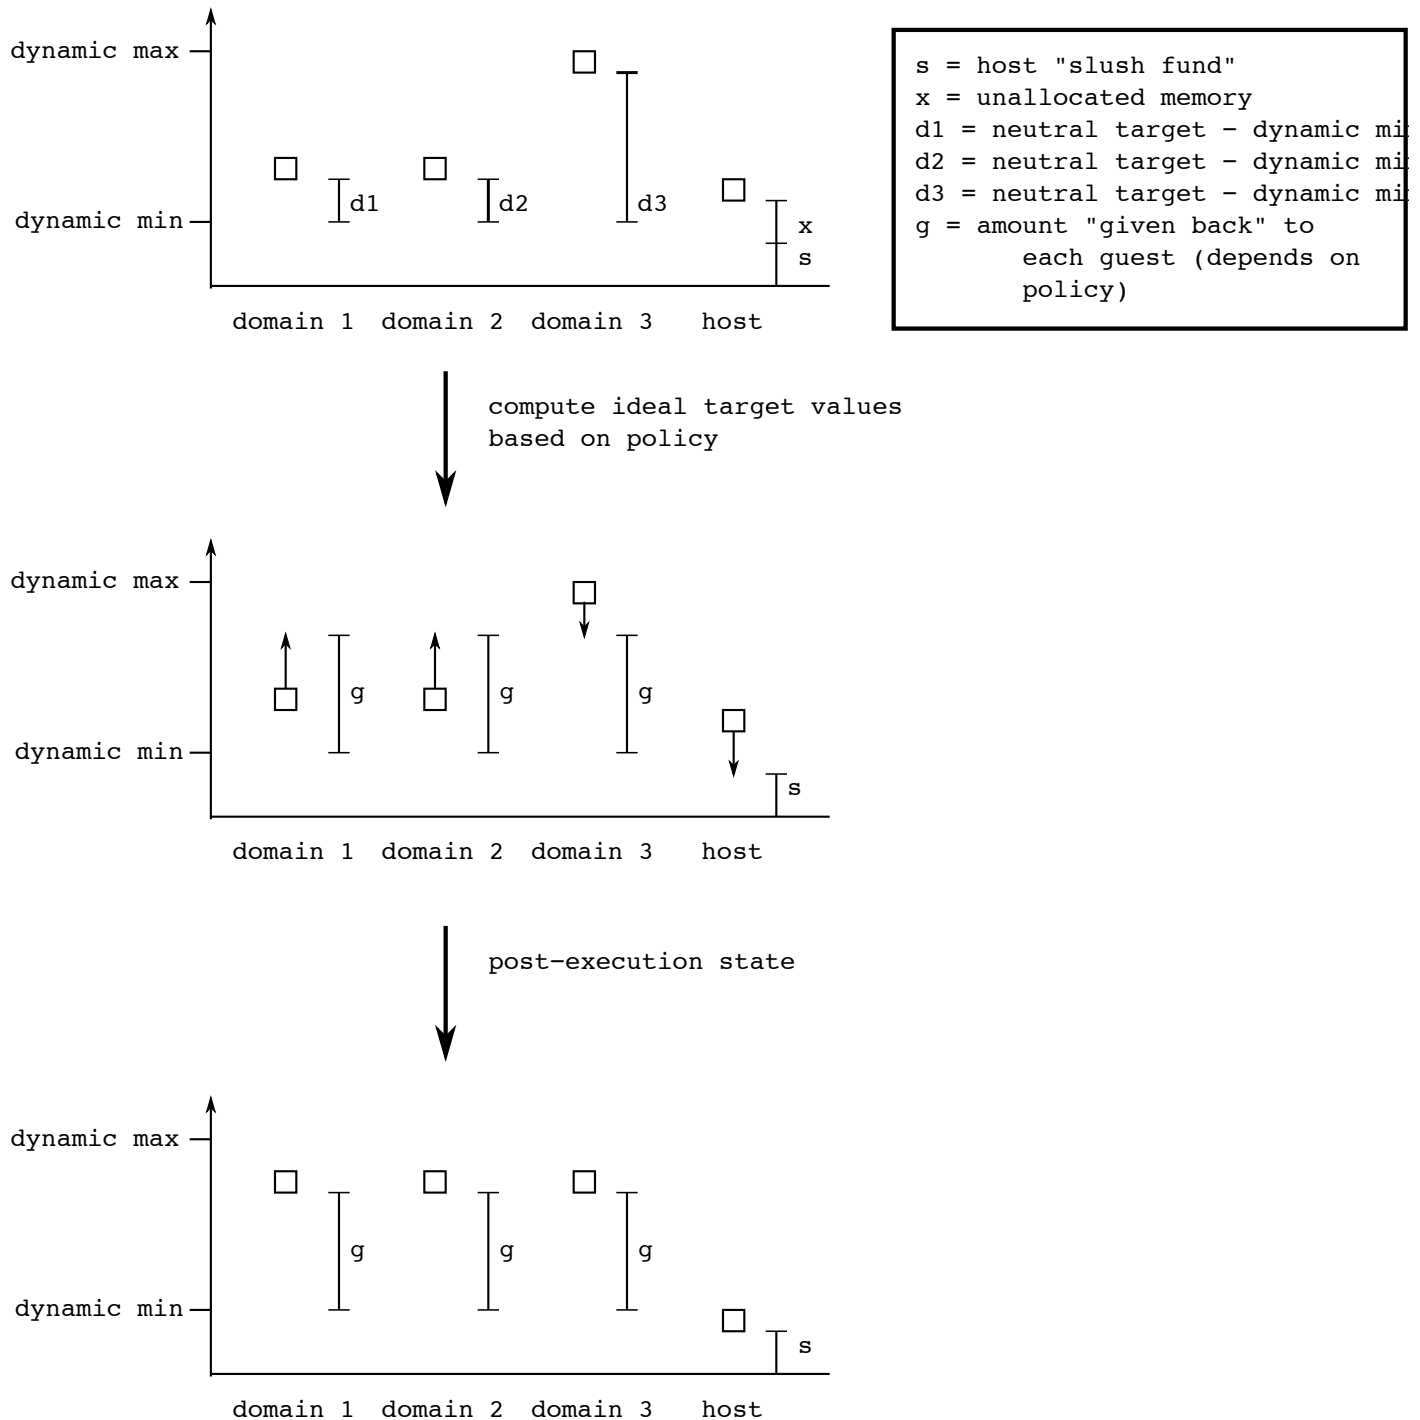 dynamic max
dynamic min
d1
d2
d3
x
s
domain 1 domain 2 domain 3 host
s = host "slush fund"
x = unallocated memory
d1 = neutral target - dynamic mi
d2 = neutral target - dynamic mi
d3 = neutral target - dynamic mi
g = amount "given back" to
each guest (depends on
policy)
compute ideal target values
based on policy
dynamic max
dynamic min
g
g
g
s
domain 1 domain 2 domain 3 host
post-execution state
dynamic max
dynamic min
g
g
g
s
domain 1 domain 2 domain 3 host